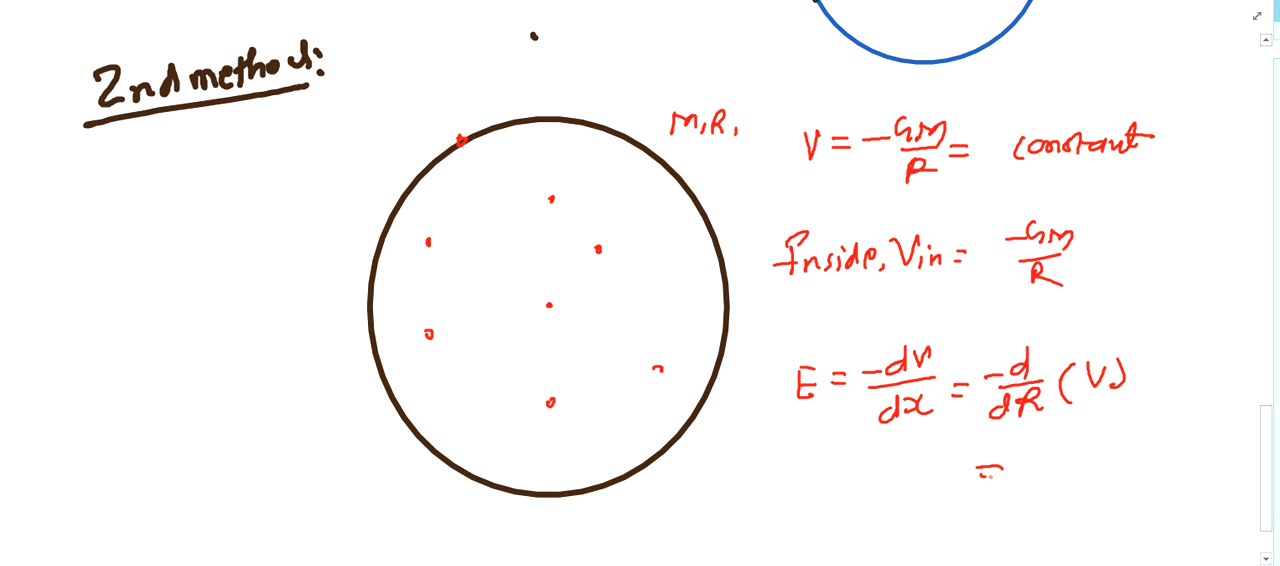 2nd method:
M, R,
V = -GM/R = constant
Inside, Vin = -GM/R
E = -dV/dx = -d/dR (V)
=